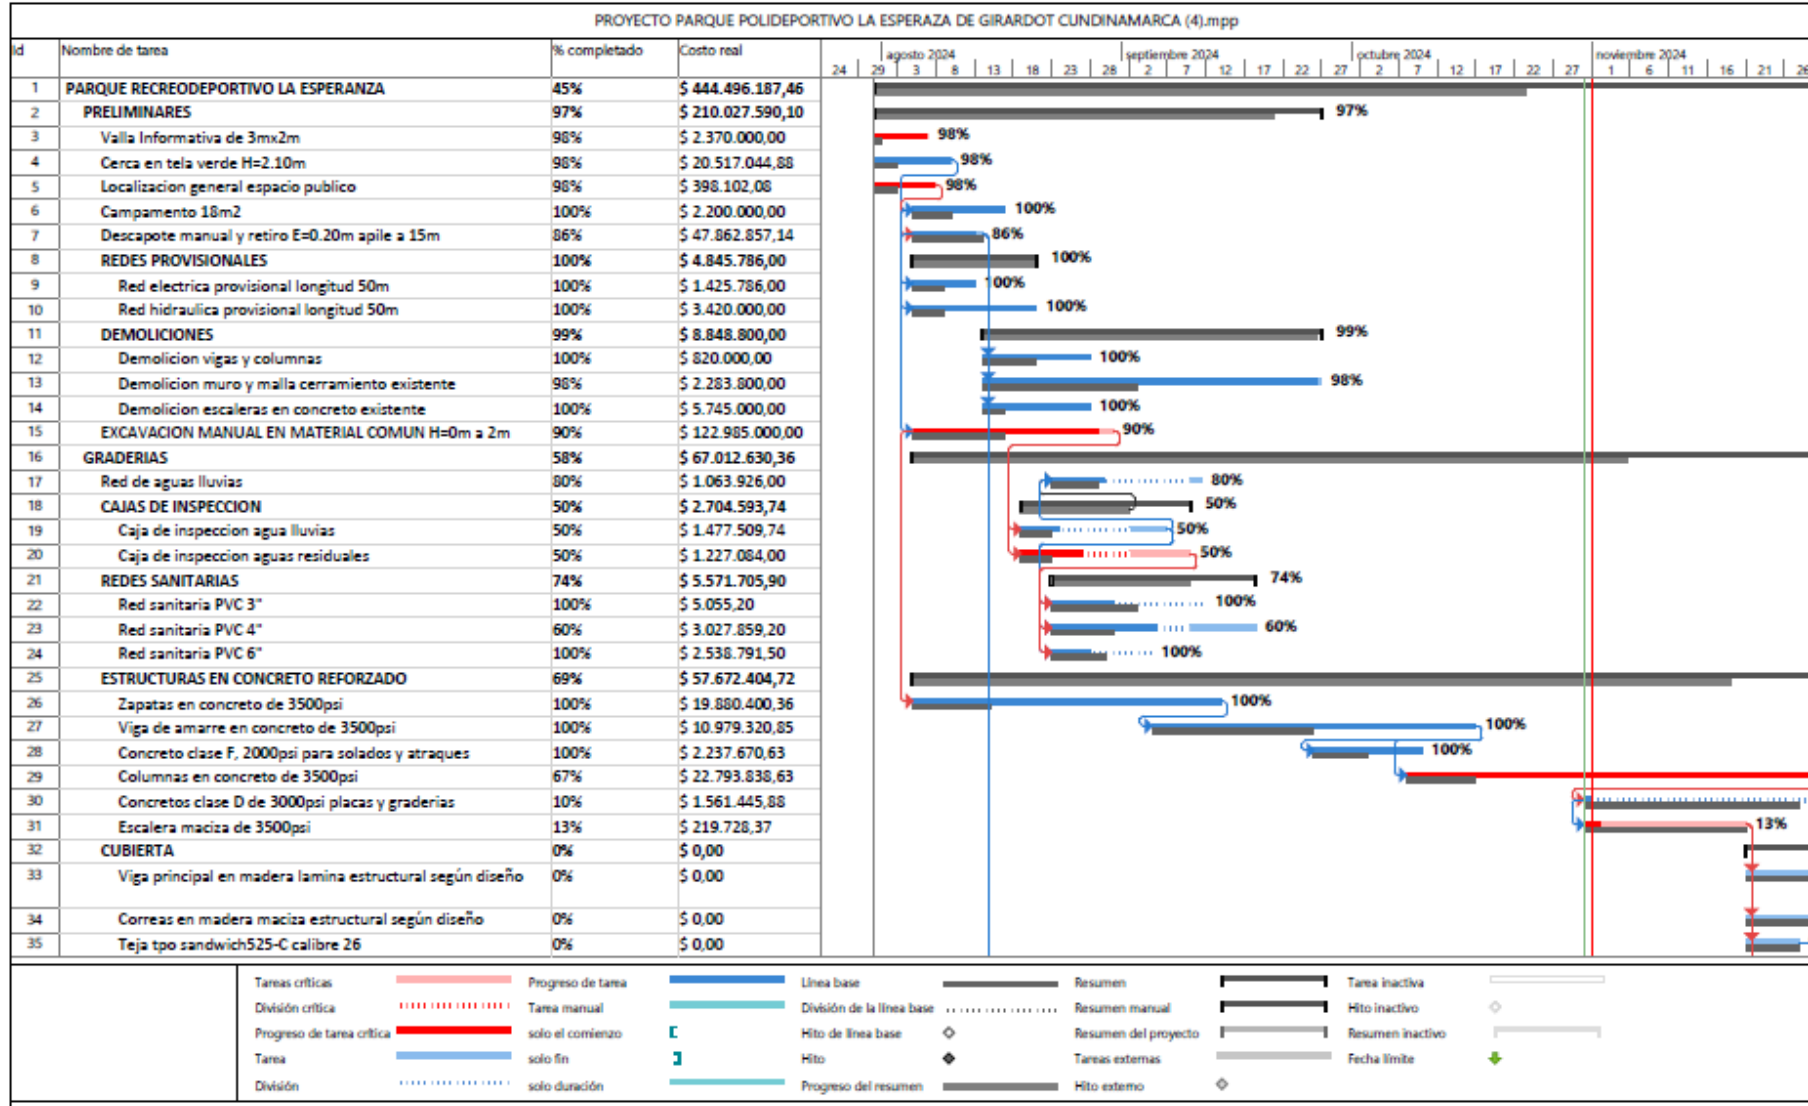 PROYECTO PARQUE POLIDEPORTIVO LA ESPERAZA DE GIRARDOT CUNDINAMARCA (4).mpp
Id Nombre de tarea % completado Costo real agosto 2024 septiembre 2024 octubre 2024 noviembre 2024
24 29 3 8 13 18 23 28 2 7 12 17 22 27 2 7 12 17 22 27 1 6 11 16 21 26
1 PARQUE RECREODEPORTIVO LA ESPERANZA 45% $ 444.496.187,46
2 PRELIMINARES 97% $ 210.027.590,10 97%
3 Valla Informativa de 3mx2m 98% $ 2.370.000,00 98%
4 Cerca en tela verde H=2.10m 98% $ 20.517.044,88 98%
5 Localizacion general espacio publico 98% $ 398.102,08 98%
6 Campamento 18m2 100% $ 2.200.000,00 100%
7 Descapote manual y retiro E=0.20m apile a 15m 86% $ 47.862.857,14 86%
8 REDES PROVISIONALES 100% $ 4.845.786,00 100%
9 Red electrica provisional longitud 50m 100% $ 1.425.786,00 100%
10 Red hidraulica provisional longitud 50m 100% $ 3.420.000,00 100%
11 DEMOLICIONES 99% $ 8.848.800,00 99%
12 Demolicion vigas y columnas 100% $ 820.000,00 100%
13 Demolicion muro y malla cerramiento existente 98% $ 2.283.800,00 98%
14 Demolicion escaleras en concreto existente 100% $ 5.745.000,00 100%
15 EXCAVACION MANUAL EN MATERIAL COMUN H=0m a 2m 90% $ 122.985.000,00 90%
16 GRADERIAS 58% $ 67.012.630,36
17 Red de aguas lluvias 80% $ 1.063.926,00 80%
18 CAJAS DE INSPECCION 50% $ 2.704.593,74 50%
19 Caja de inspeccion agua lluvias 50% $ 1.477.509,74 50%
20 Caja de inspeccion aguas residuales 50% $ 1.227.084,00 50%
21 REDES SANITARIAS 74% $ 5.571.705,90 74%
22 Red sanitaria PVC 3" 100% $ 5.055,20 100%
23 Red sanitaria PVC 4" 60% $ 3.027.859,20 60%
24 Red sanitaria PVC 6" 100% $ 2.538.791,50 100%
25 ESTRUCTURAS EN CONCRETO REFORZADO 69% $ 57.672.404,72
26 Zapatas en concreto de 3500psi 100% $ 19.880.400,36 100%
27 Viga de amarre en concreto de 3500psi 100% $ 10.979.320,85 100%
28 Concreto clase F, 2000psi para solados y atraques 100% $ 2.237.670,63 100%
29 Columnas en concreto de 3500psi 67% $ 22.793.838,63
30 Concretos clase D de 3000psi placas y graderias 10% $ 1.561.445,88
31 Escalera maciza de 3500psi 13% $ 219.728,37 13%
32 CUBIERTA 0% $ 0,00
33 Viga principal en madera lamina estructural según diseño 0% $ 0,00
34 Correas en madera maciza estructural según diseño 0% $ 0,00
35 Teja tpo sandwich525-C calibre 26 0% $ 0,00
Tareas críticas Progreso de tarea Línea base Resumen Tarea inactiva
División crítica Tarea manual División de la línea base Resumen manual Hito inactivo
Progreso de tarea crítica solo el comienzo Hito de línea base Resumen del proyecto Resumen inactivo
Tarea solo fin Hito Tareas externas Fecha límite
División solo duración Progreso del resumen Hito externo